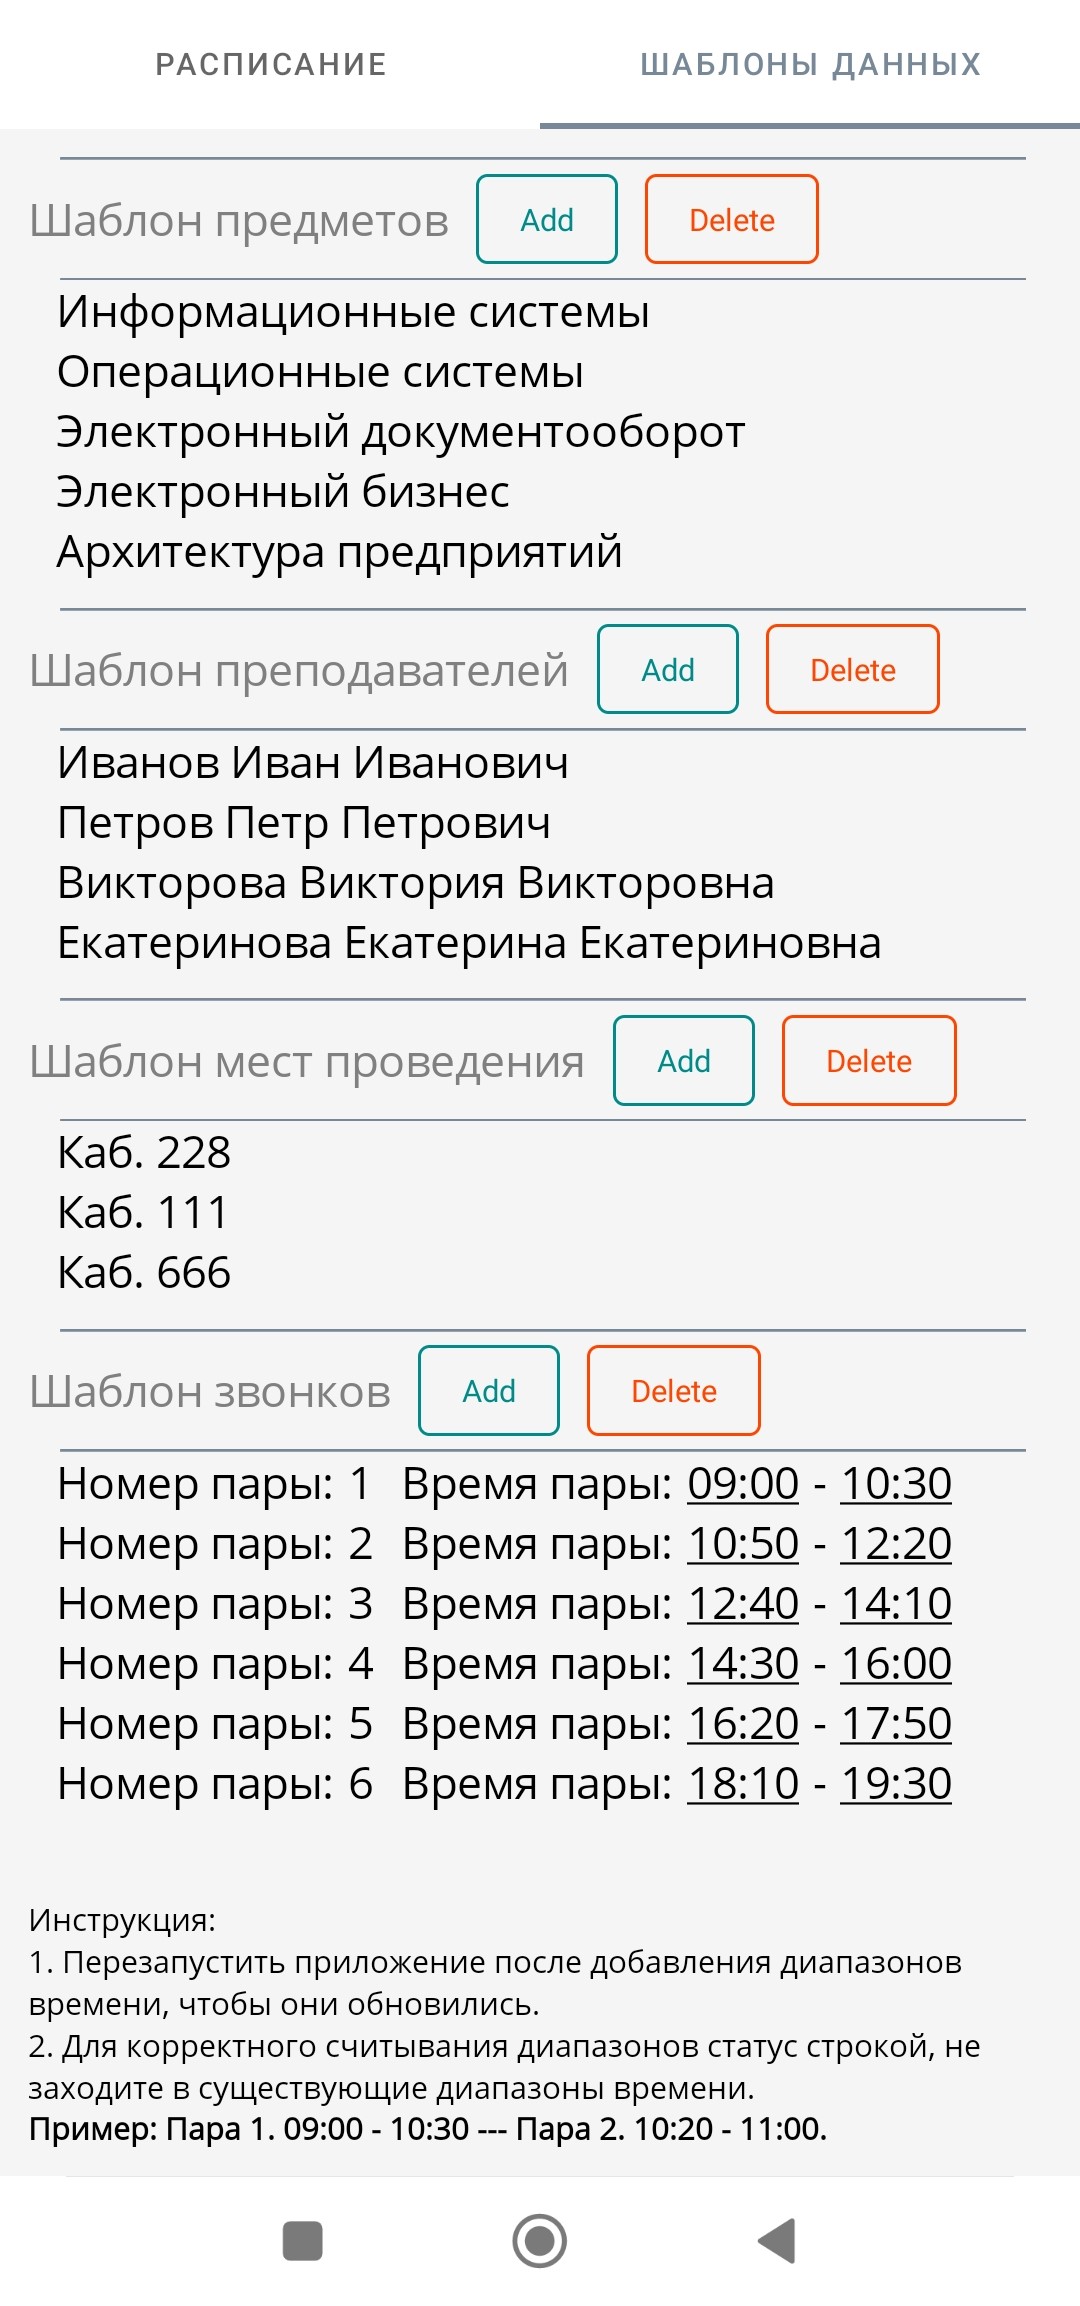 РАСПИСАНИЕ ШАБЛОНЫ ДАННЫХ
Шаблон предметов Add Delete
Информационные системы
Операционные системы
Электронный документооборот
Электронный бизнес
Архитектура предприятий
Шаблон преподавателей Add Delete
Иванов Иван Иванович
Петров Петр Петрович
Викторова Виктория Викторовна
Екатеринова Екатерина Екатериновна
Шаблон мест проведения Add Delete
Каб. 228
Каб. 111
Каб. 666
Шаблон звонков Add Delete
Номер пары: 1 Время пары: 09:00 - 10:30
Номер пары: 2 Время пары: 10:50 - 12:20
Номер пары: 3 Время пары: 12:40 - 14:10
Номер пары: 4 Время пары: 14:30 - 16:00
Номер пары: 5 Время пары: 16:20 - 17:50
Номер пары: 6 Время пары: 18:10 - 19:30
Инструкция:
1. Перезапустить приложение после добавления диапазонов
времени, чтобы они обновились.
2. Для корректного считывания диапазонов статус строкой, не
заходите в существующие диапазоны времени.
Пример: Пара 1. 09:00 - 10:30 --- Пара 2. 10:20 - 11:00.